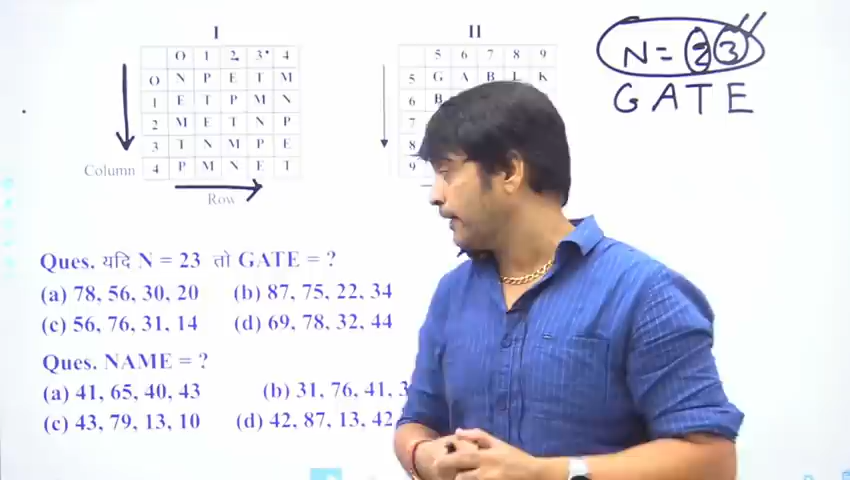 I
II
N = 23
GATE
0 1 2 3 4
0 N P E T M
1 E T P M N
2 M E T N P
3 T N M P E
4 P M N E T
5 6 7 8 9
5 G A B I K
6
7
8
9
Column
Row
Ques. यदि N = 23 तो GATE = ?
(a) 78, 56, 30, 20 (b) 87, 75, 22, 34
(c) 56, 76, 31, 14 (d) 69, 78, 32, 44
Ques. NAME = ?
(a) 41, 65, 40, 43 (b) 31, 76, 41,
(c) 43, 79, 13, 10 (d) 42, 87, 13, 42